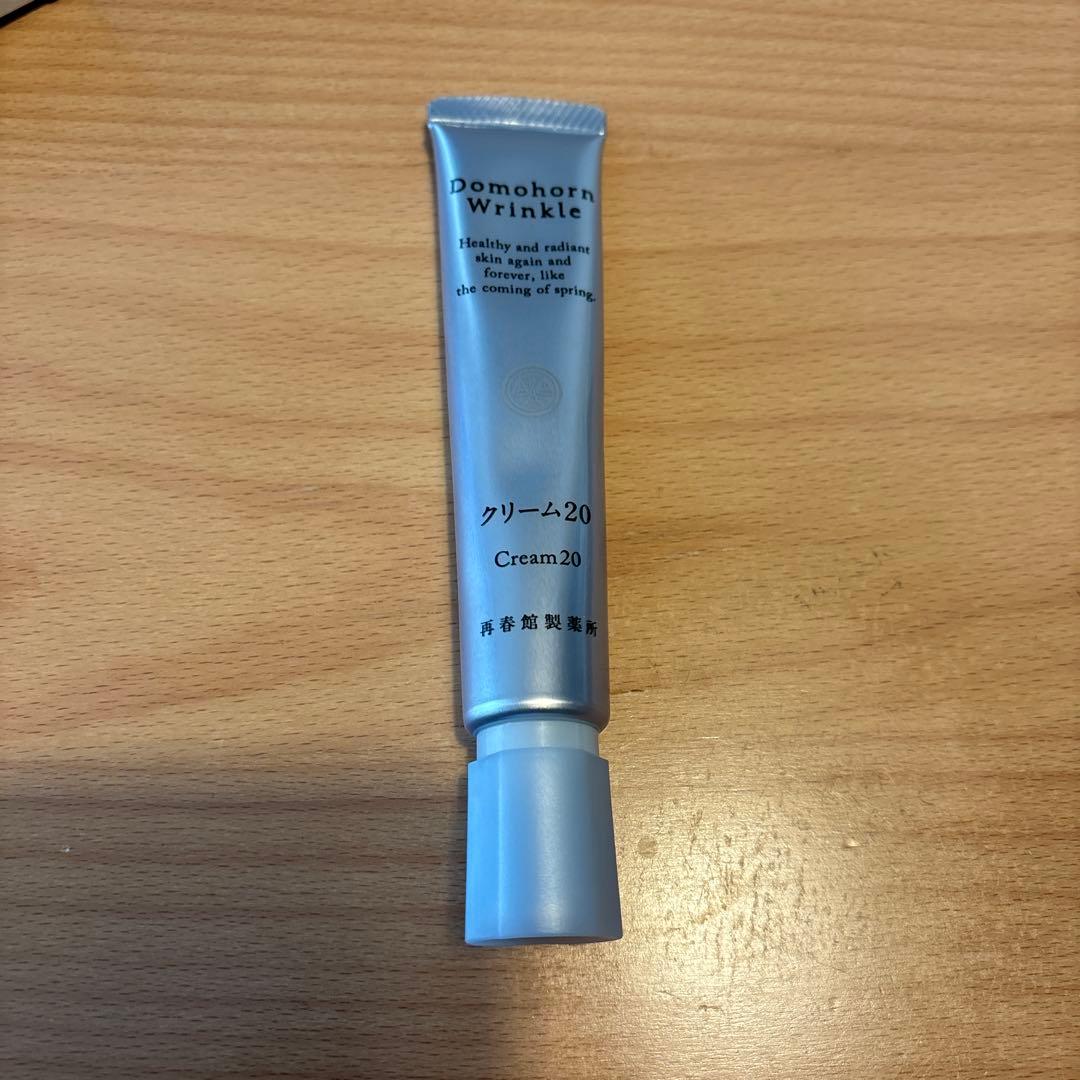 Domohorn
Wrinkle
Healthy and radiant
skin again and
forever, like
the coming of spring.
クリーム20
Cream20
再春館製薬所